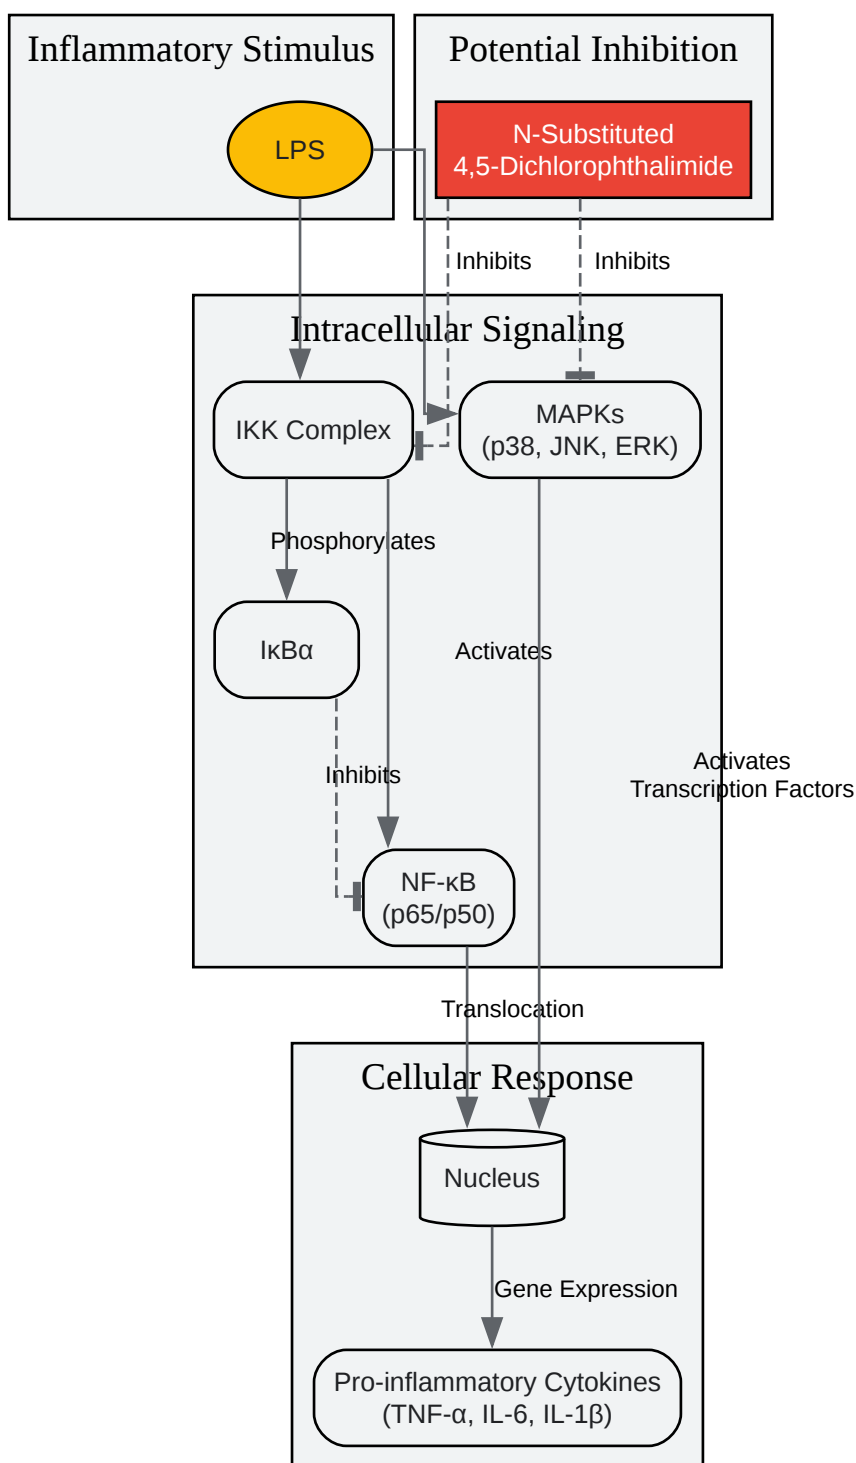 Inflammatory Stimulus
Potential Inhibition
LPS
N-Substituted
4,5-Dichlorophthalimide
Inhibits
Inhibits
Intracellular Signaling
IKK Complex
MAPKs
(p38, JNK, ERK)
Phosphorylates
IκBα
Activates
Activates
Transcription Factors
Inhibits
NF-κB
(p65/p50)
Translocation
Cellular Response
Nucleus
Gene Expression
Pro-inflammatory Cytokines
(TNF-α, IL-6, IL-1β)